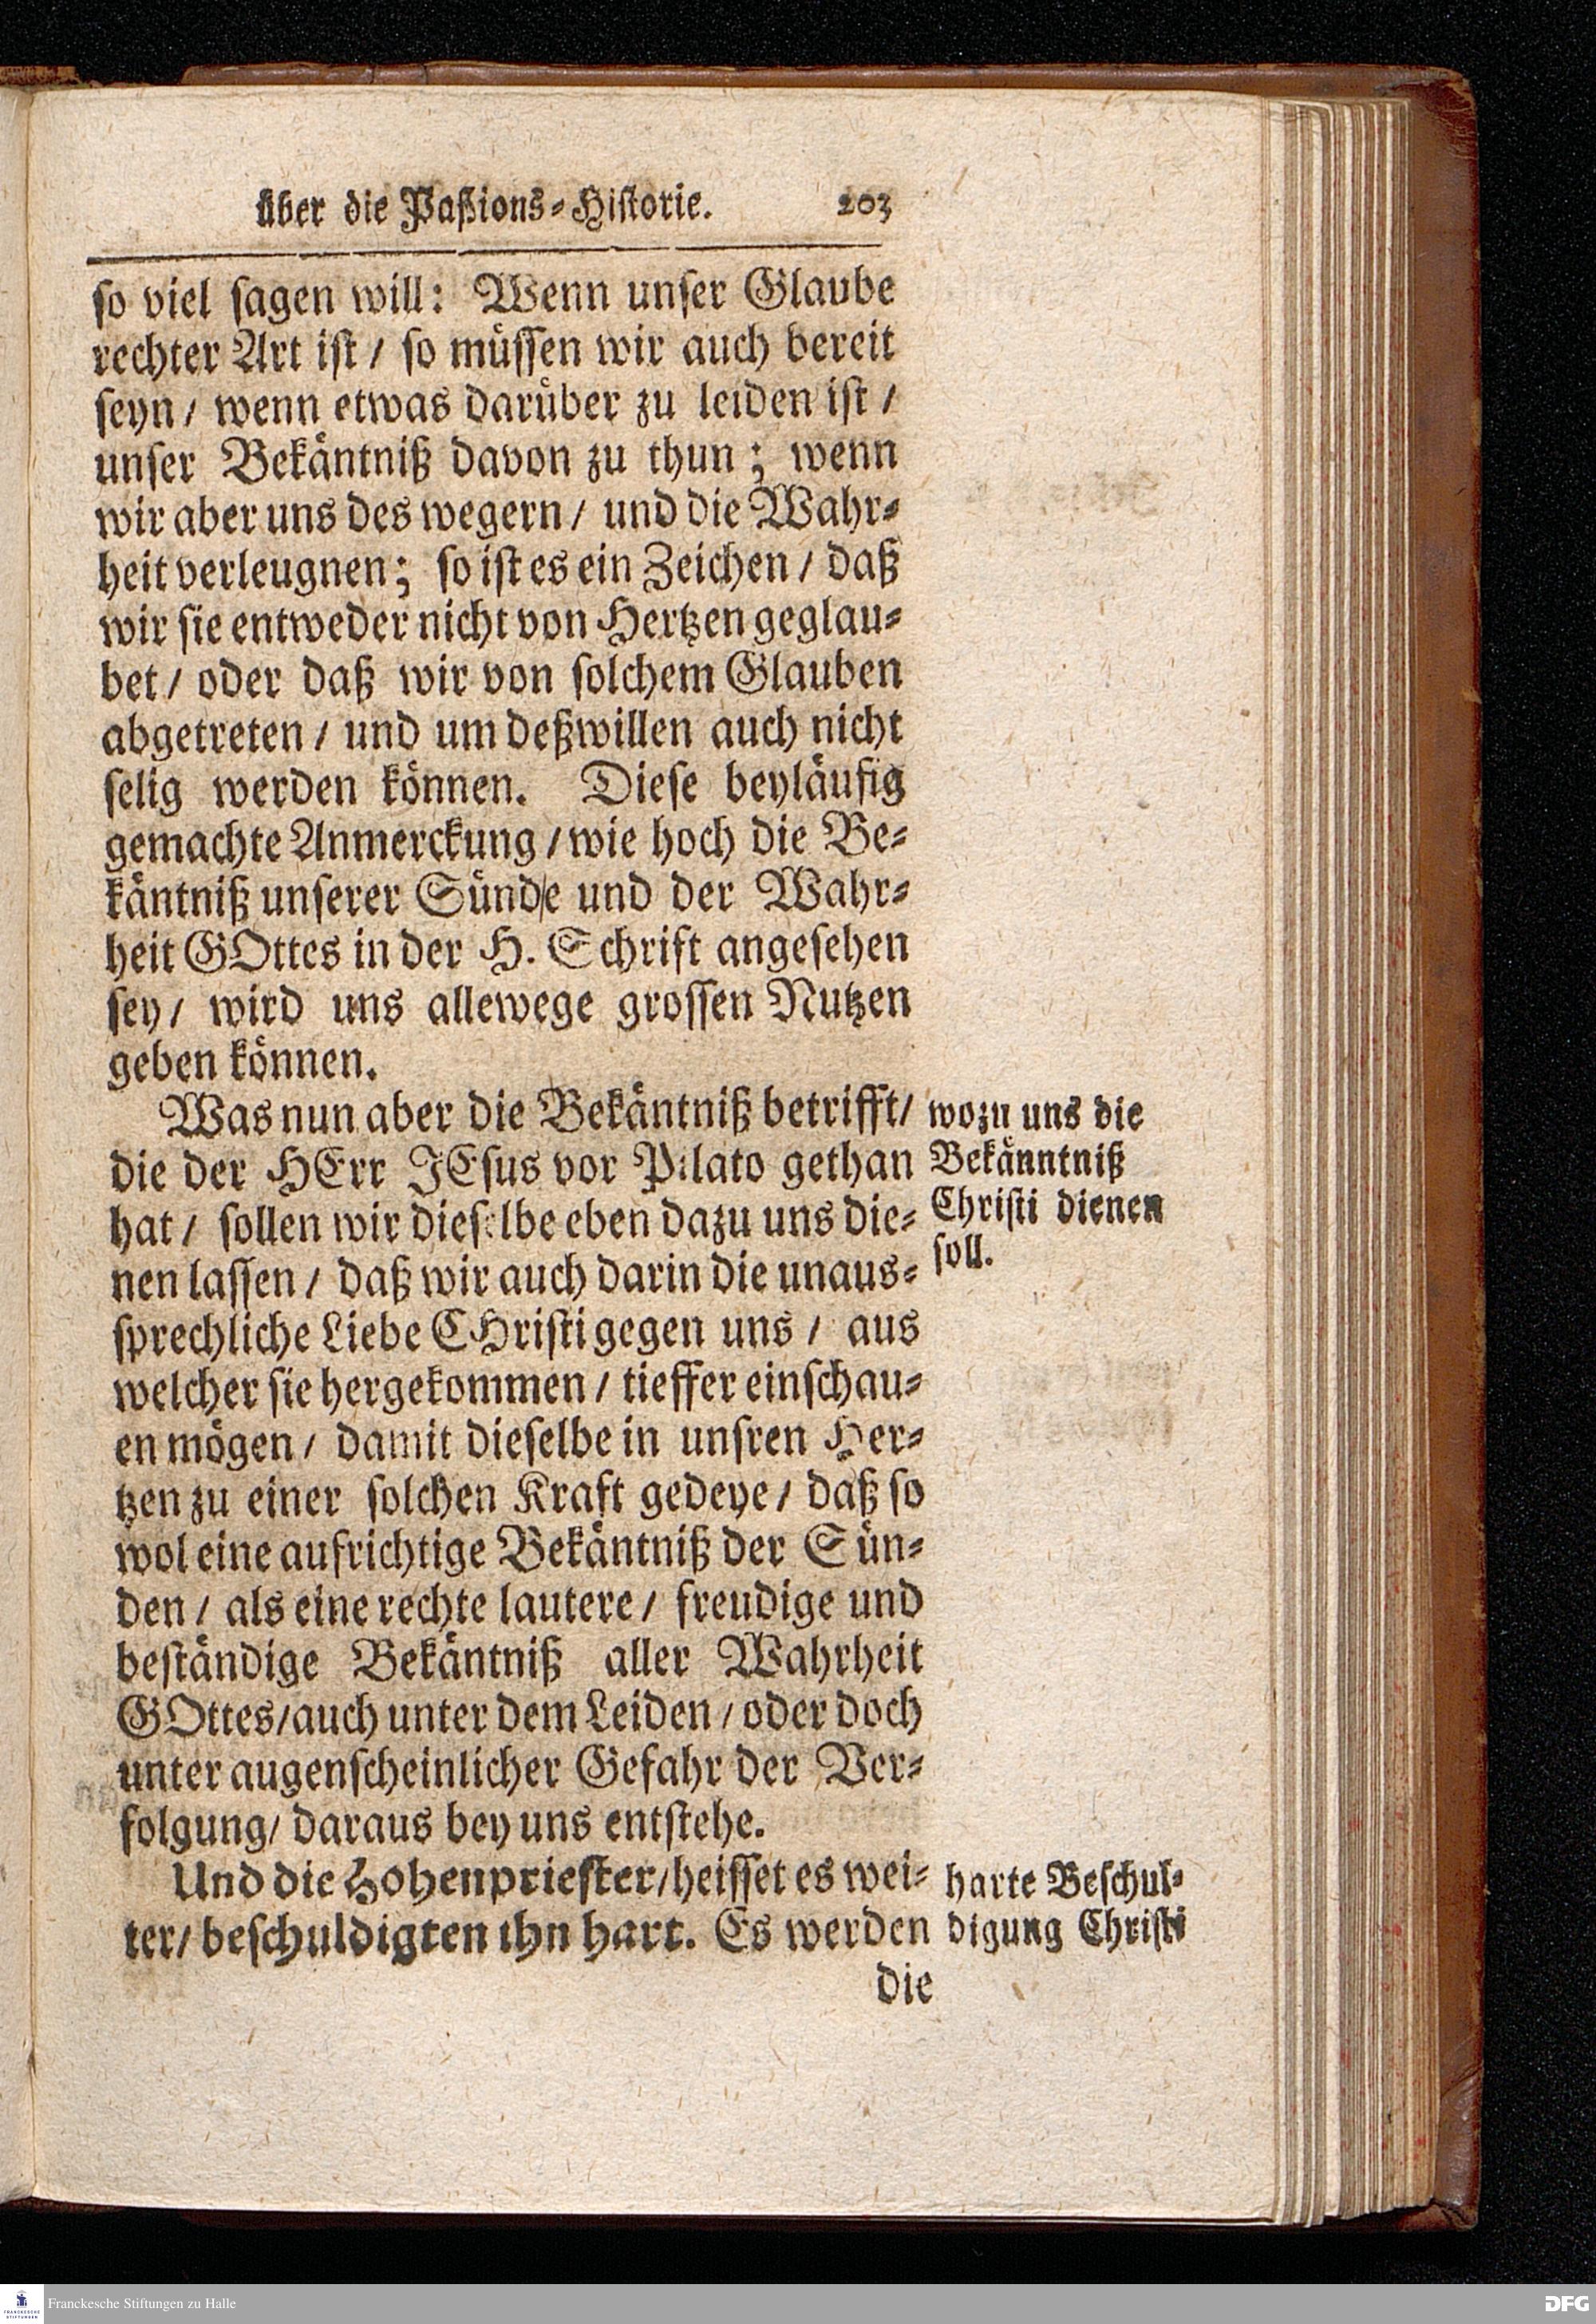 über die Paßions-Historie. 203
so viel sagen will: Wenn unser Glaube
rechter Art ist / so müssen wir auch bereit
seyn / wenn etwas darüber zu leiden ist /
unser Bekäntniß davon zu thun; wenn
wir aber uns des wegern / und die Wahr-
heit verleugnen; so ist es ein Zeichen / daß
wir sie entweder nicht von Hertzen geglau-
bet / oder daß wir von solchem Glauben
abgetreten / und um deßwillen auch nicht
selig werden können. Diese beyläufig
gemachte Anmerckung / wie hoch die Be-
käntniß unserer Sünde und der Wahr-
heit GOttes in der H. Schrift angesehen
sey / wird uns allewege grossen Nutzen
geben können.
Was nun aber die Bekäntniß betrifft /
die der HErr JEsus vor Pilato gethan
hat / sollen wir dieselbe eben dazu uns die-
nen lassen / daß wir auch darin die unaus-
sprechliche Liebe CHristi gegen uns / aus
welcher sie hergekommen / tieffer einschau-
en mögen / damit dieselbe in unsren Her-
tzen zu einer solchen Kraft gedeye / daß so
wol eine aufrichtige Bekäntniß der Sün-
den / als eine rechte lautere / freudige und
beständige Bekäntniß aller Wahrheit
GOttes / auch unter dem Leiden / oder doch
unter augenscheinlicher Gefahr der Ver-
folgung / daraus bey uns entstehe.
Und die Hohenpriester / heisset es wei-
ter / beschuldigten ihn hart. Es werden
die
wozu uns die
Bekänntniß
Christi dienen
soll.
harte Beschul-
digung Christi
FRANCKESCHE
STIFTUNGEN
Franckesche Stiftungen zu Halle
DFG